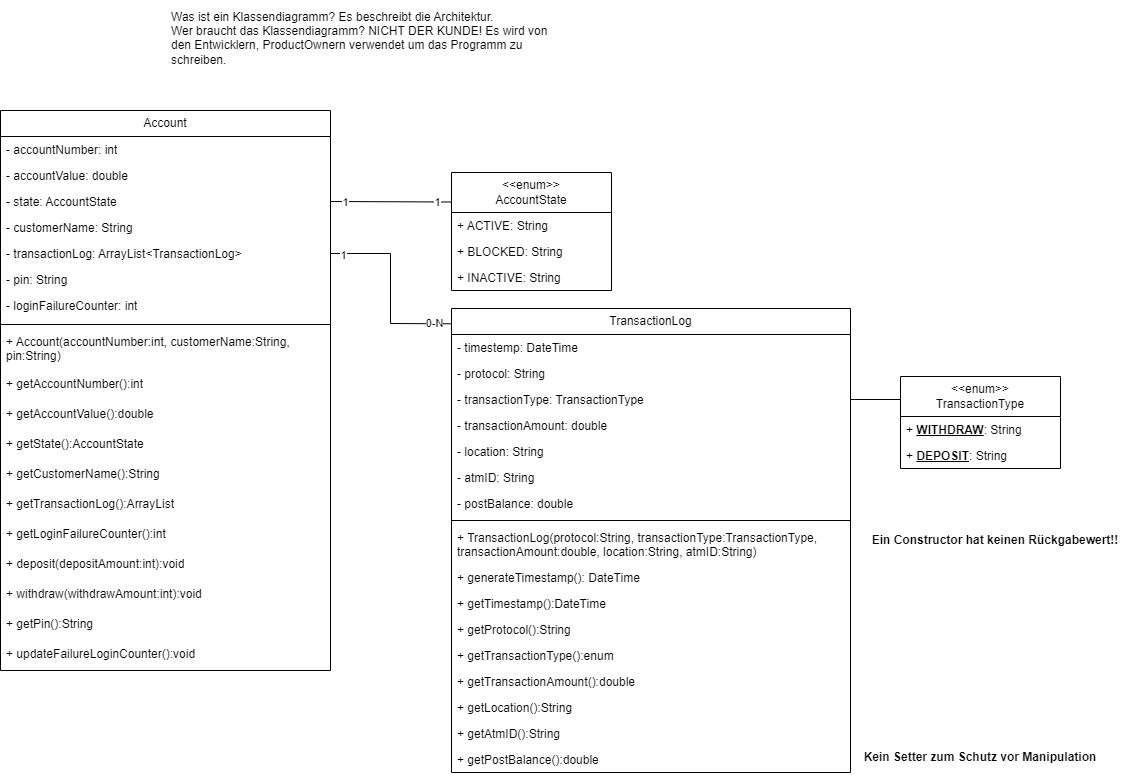 Was ist ein Klassendiagramm? Es beschreibt die Architektur.
Wer braucht das Klassendiagramm? NICHT DER KUNDE! Es wird von
den Entwicklern, ProductOwnern verwendet um das Programm zu
schreiben.
Account
- accountNumber: int
- accountValue: double
- state: AccountState
- customerName: String
- transactionLog: ArrayList<TransactionLog>
- pin: String
- loginFailureCounter: int
+ Account(accountNumber:int, customerName:String,
pin:String)
+ getAccountNumber():int
+ getAccountValue():double
+ getState():AccountState
+ getCustomerName():String
+ getTransactionLog():ArrayList
+ getLoginFailureCounter():int
+ deposit(depositAmount:int):void
+ withdraw(withdrawAmount:int):void
+ getPin():String
+ updateFailureLoginCounter():void
1
1
1
0-N
<<enum>>
AccountState
+ ACTIVE: String
+ BLOCKED: String
+ INACTIVE: String
TransactionLog
- timestemp: DateTime
- protocol: String
- transactionType: TransactionType
- transactionAmount: double
- location: String
- atmID: String
- postBalance: double
+ TransactionLog(protocol:String, transactionType:TransactionType,
transactionAmount:double, location:String, atmID:String)
+ generateTimestamp(): DateTime
+ getTimestamp():DateTime
+ getProtocol():String
+ getTransactionType():enum
+ getTransactionAmount():double
+ getLocation():String
+ getAtmID():String
+ getPostBalance():double
<<enum>>
TransactionType
+ WITHDRAW: String
+ DEPOSIT: String
Ein Constructor hat keinen Rückgabewert!!
Kein Setter zum Schutz vor Manipulation